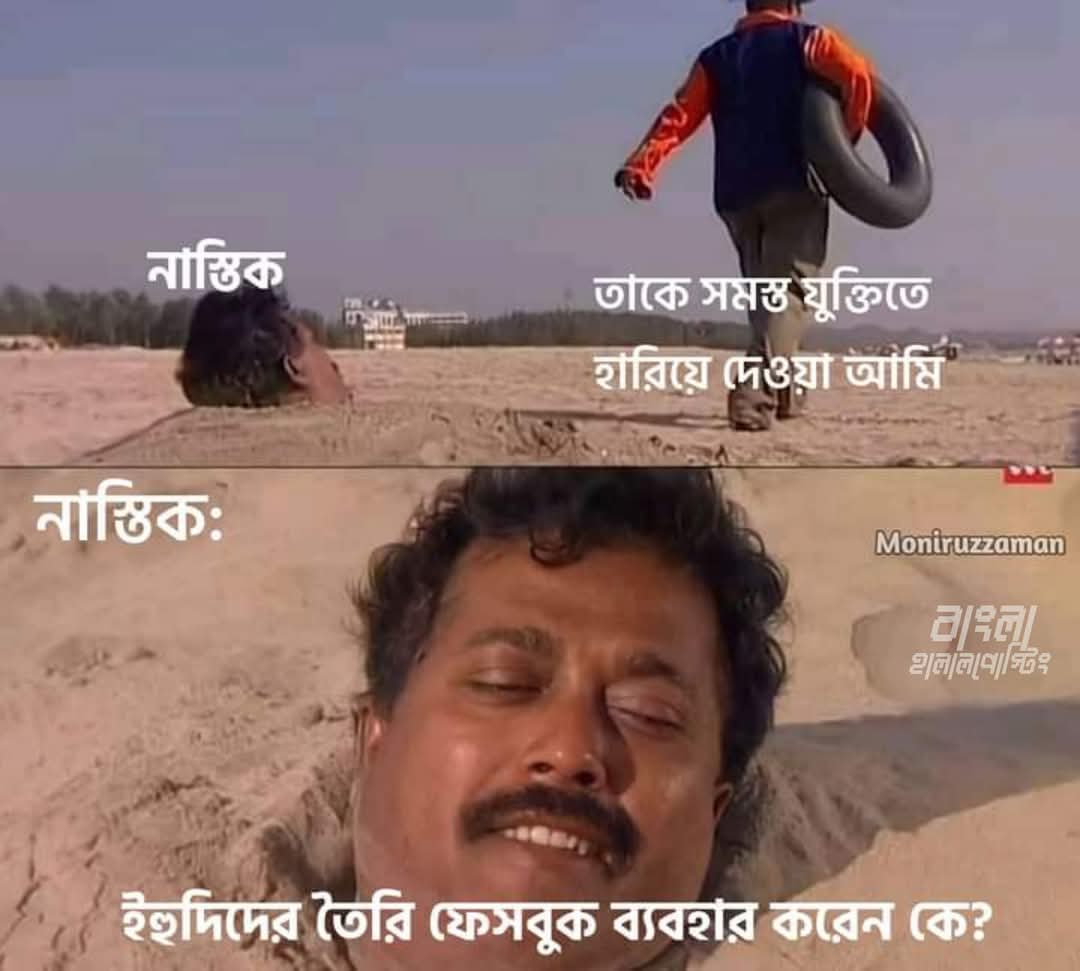 নাস্তিক
তাকে সমস্ত যুক্তিতে
হারিয়ে দেওয়া আমি
নাস্তিক:
Moniruzzaman
বাংলা
হালালপোস্টিং
ইহুদিদের তৈরি ফেসবুক ব্যবহার করেন কে?